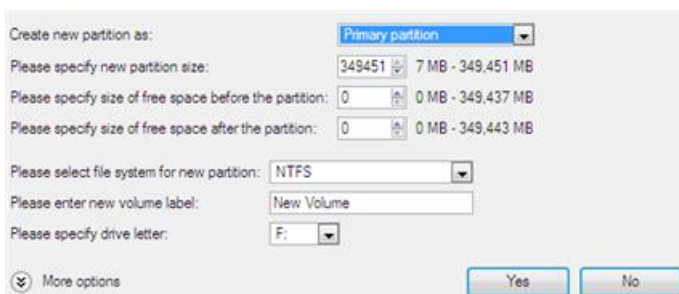 Create new partition as: Primary partition
Please specify new partition size: 349451 7 MB - 349,451 MB
Please specify size of free space before the partition: 0 0 MB - 349,437 MB
Please specify size of free space after the partition: 0 0 MB - 349,443 MB
Please select file system for new partition: NTFS
Please enter new volume label: New Volume
Please specify drive letter: F:
More options Yes No